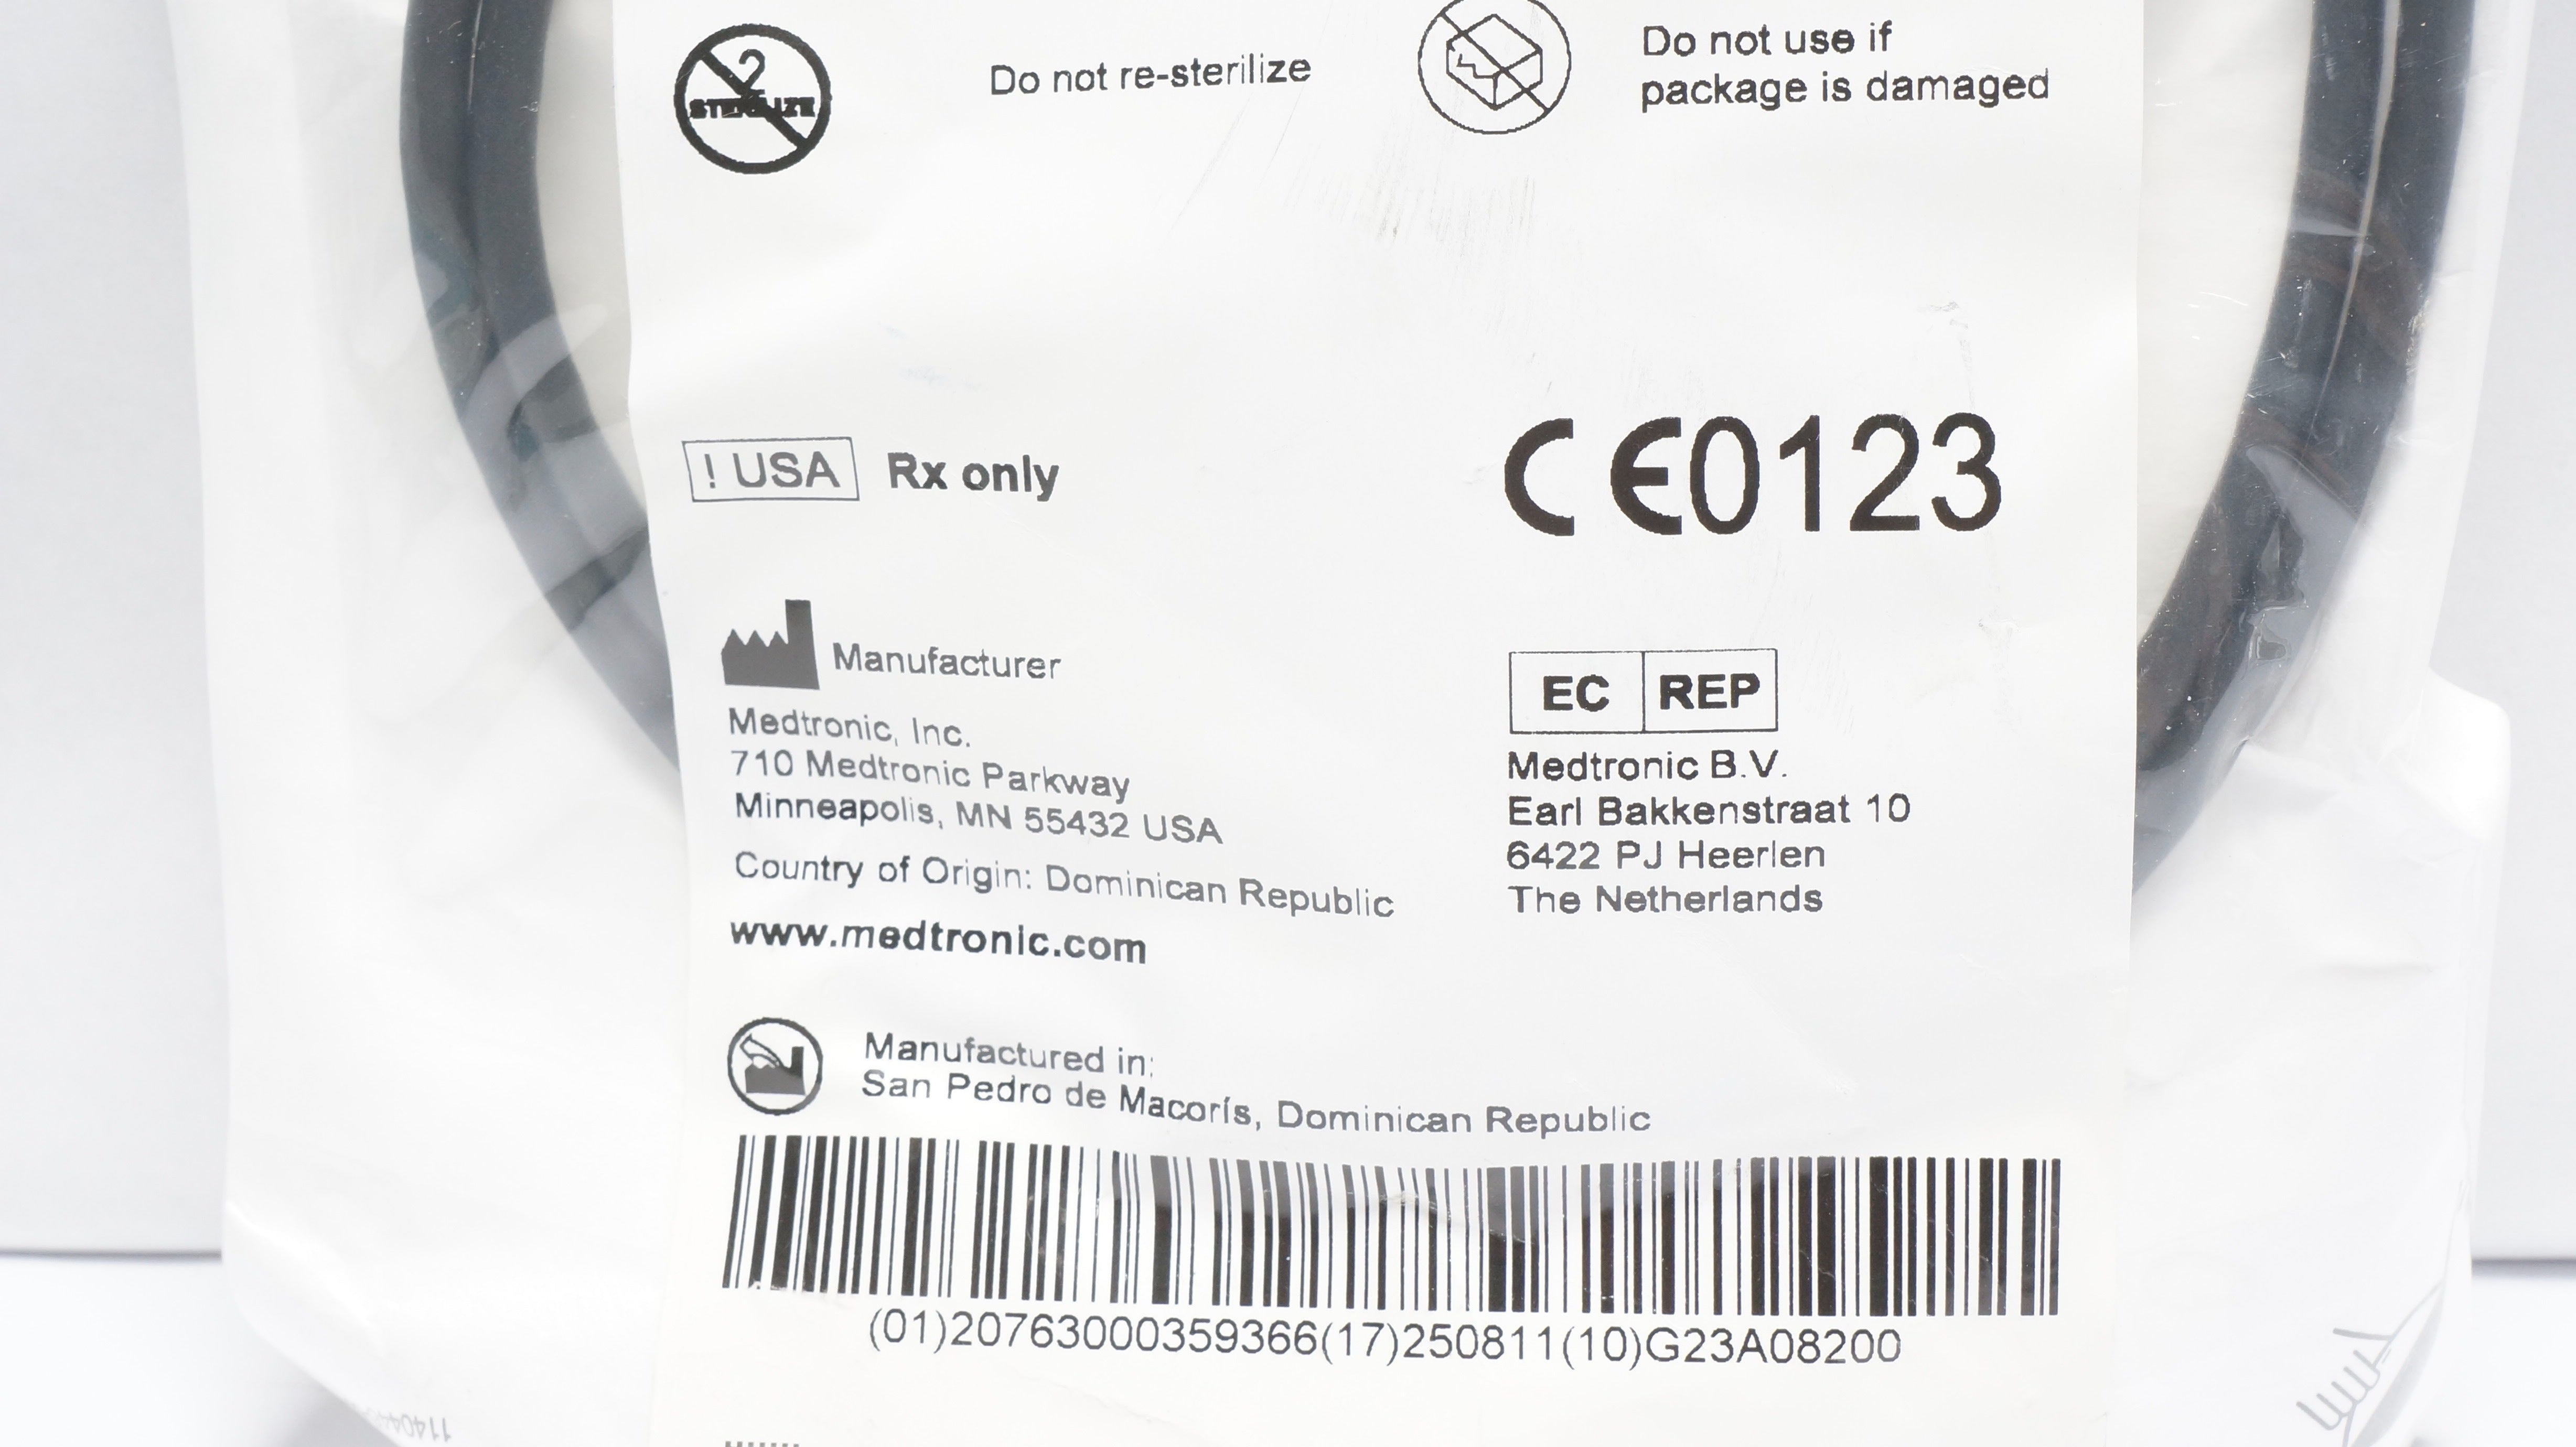 2
STERILIZE
Do not re-sterilize
Do not use if
package is damaged
! USA Rx only
CE0123
Manufacturer
Medtronic, Inc.
710 Medtronic Parkway
Minneapolis, MN 55432 USA
Country of Origin: Dominican Republic
www.medtronic.com
EC REP
Medtronic B.V.
Earl Bakkenstraat 10
6422 PJ Heerlen
The Netherlands
Manufactured in:
San Pedro de Macorís, Dominican Republic
(01)20763000359366(17)250811(10)G23A08200